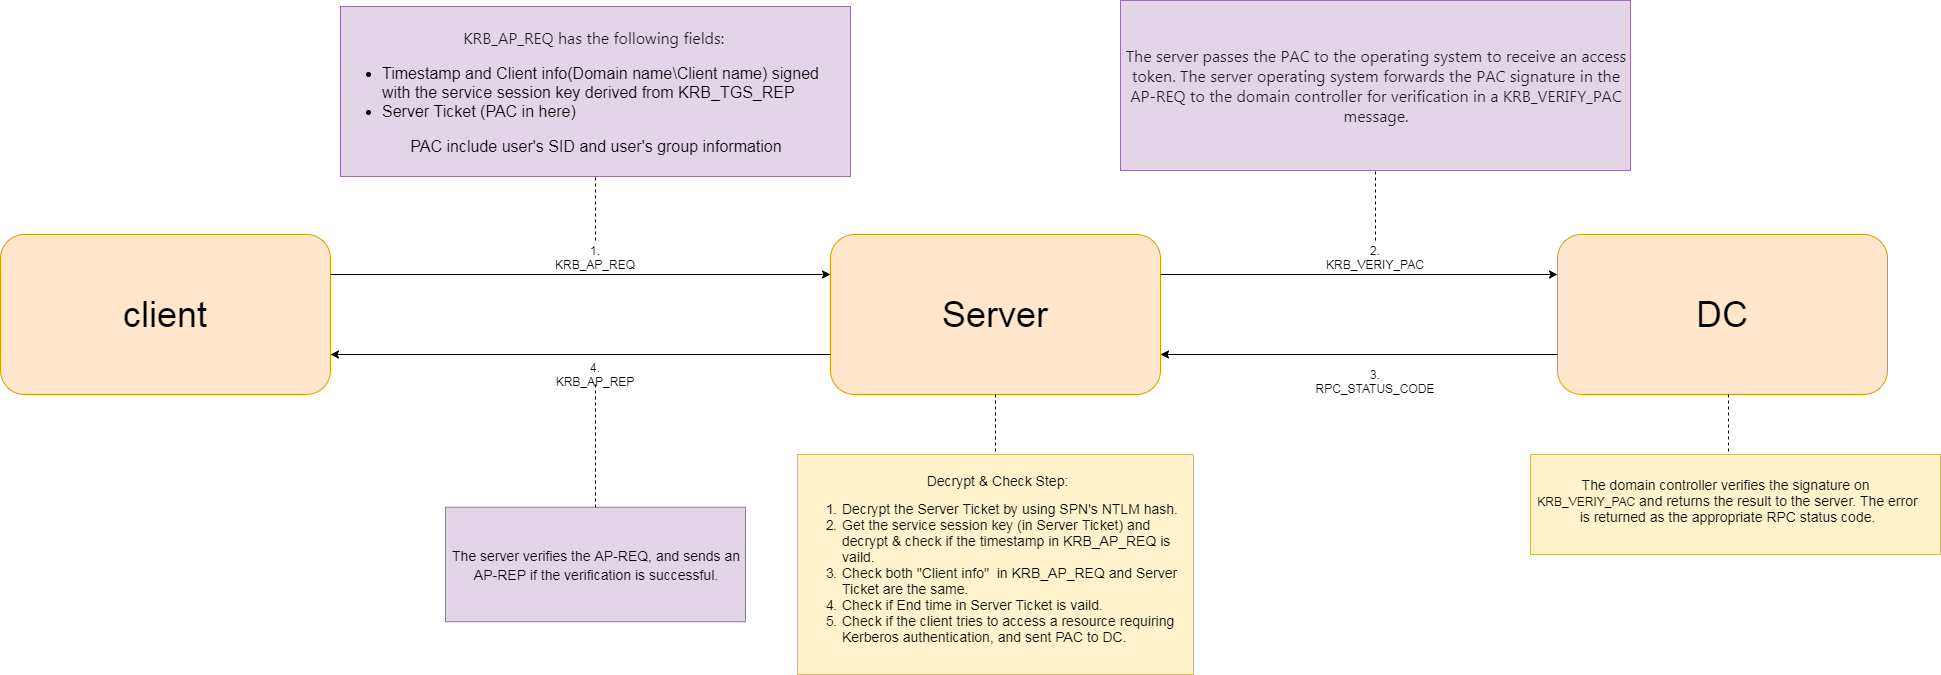 KRB_AP_REQ has the following fields:
• Timestamp and Client info(Domain name\Client name) signed
with the service session key derived from KRB_TGS_REP
• Server Ticket (PAC in here)
PAC include user's SID and user's group information
The server passes the PAC to the operating system to receive an access
token. The server operating system forwards the PAC signature in the
AP-REQ to the domain controller for verification in a KRB_VERIFY_PAC
message.
client
1.
KRB_AP_REQ
Server
2.
KRB_VERIY_PAC
DC
4.
KRB_AP_REP
3.
RPC_STATUS_CODE
The server verifies the AP-REQ, and sends an
AP-REP if the verification is successful.
Decrypt & Check Step:
1. Decrypt the Server Ticket by using SPN's NTLM hash.
2. Get the service session key (in Server Ticket) and
decrypt & check if the timestamp in KRB_AP_REQ is
vaild.
3. Check both "Client info" in KRB_AP_REQ and Server
Ticket are the same.
4. Check if End time in Server Ticket is vaild.
5. Check if the client tries to access a resource requiring
Kerberos authentication, and sent PAC to DC.
The domain controller verifies the signature on
KRB_VERIY_PAC and returns the result to the server. The error
is returned as the appropriate RPC status code.